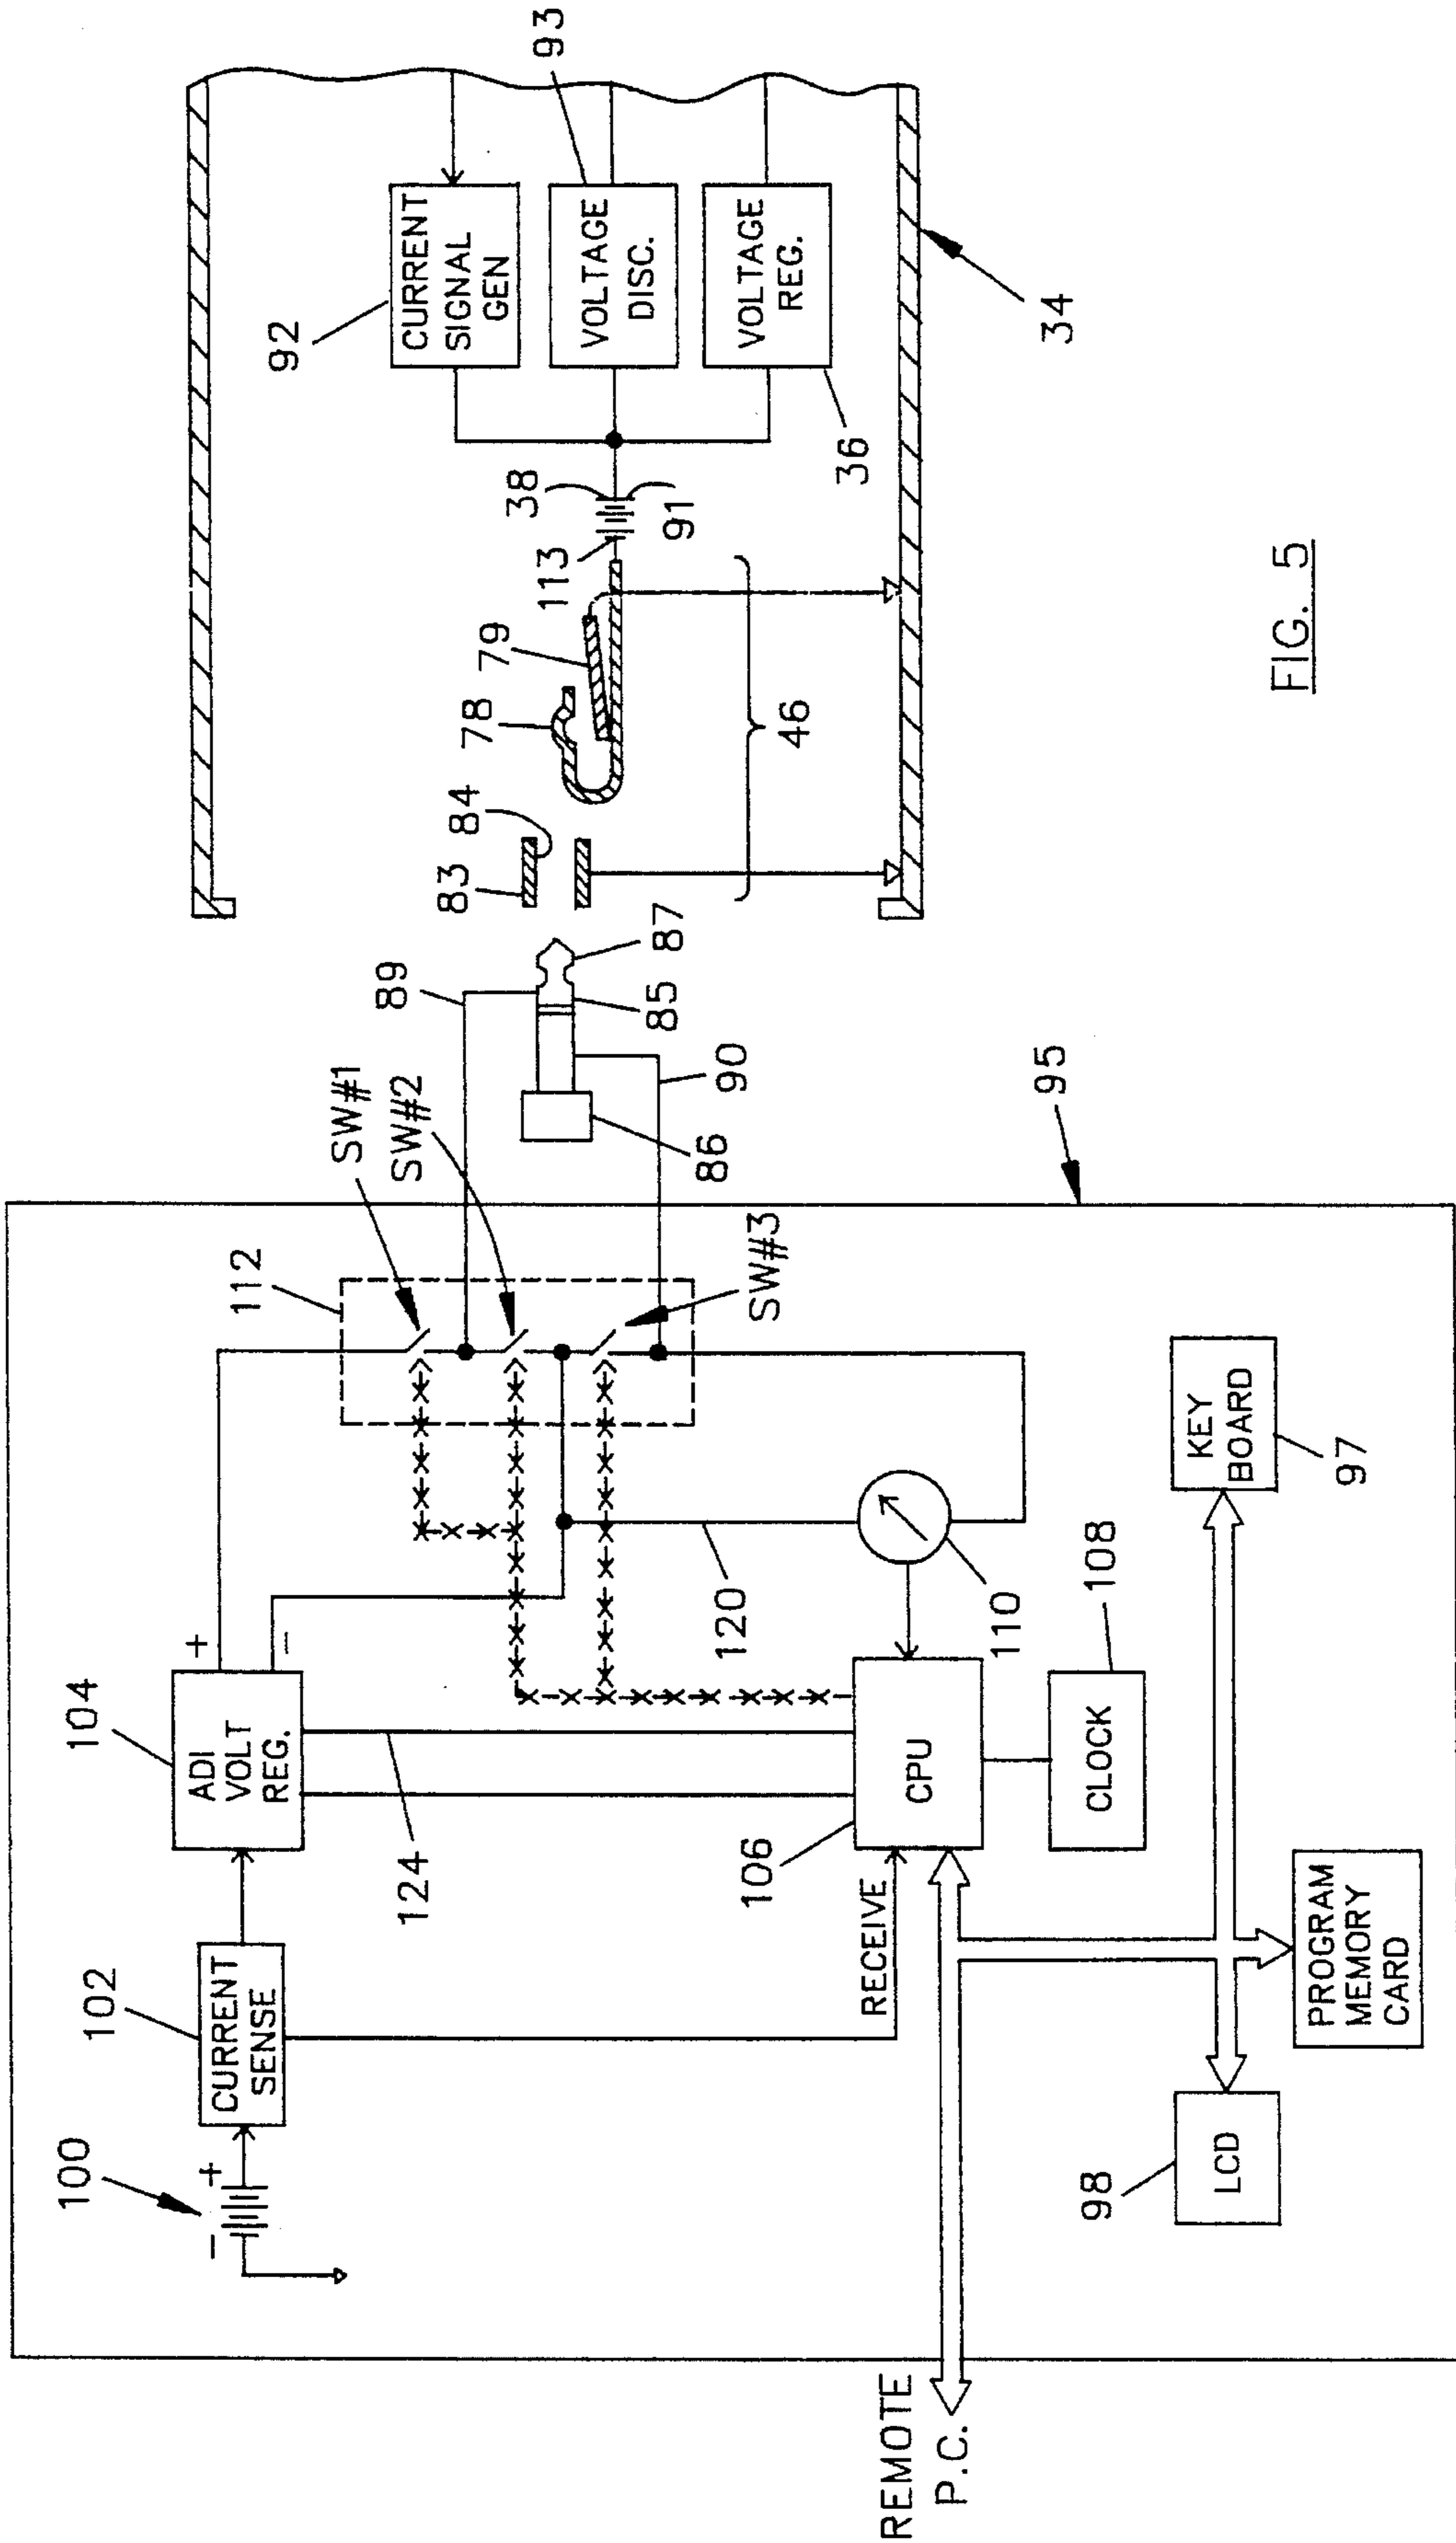 100
− +
102
CURRENT
SENSE
104
ADI
VOLT
REG.
+
−
124
112
SW#1
SW#2
SW#3
89
90
86
85
87
83
84
78
79
113
38
91
46
92
CURRENT
SIGNAL
GEN
93
VOLTAGE
DISC.
VOLTAGE
REG.
36
34
95
120
110
106
CPU
RECEIVE
108
CLOCK
KEY
BOARD
97
98
LCD
PROGRAM
MEMORY
CARD
REMOTE
P.C.
FIG. 5